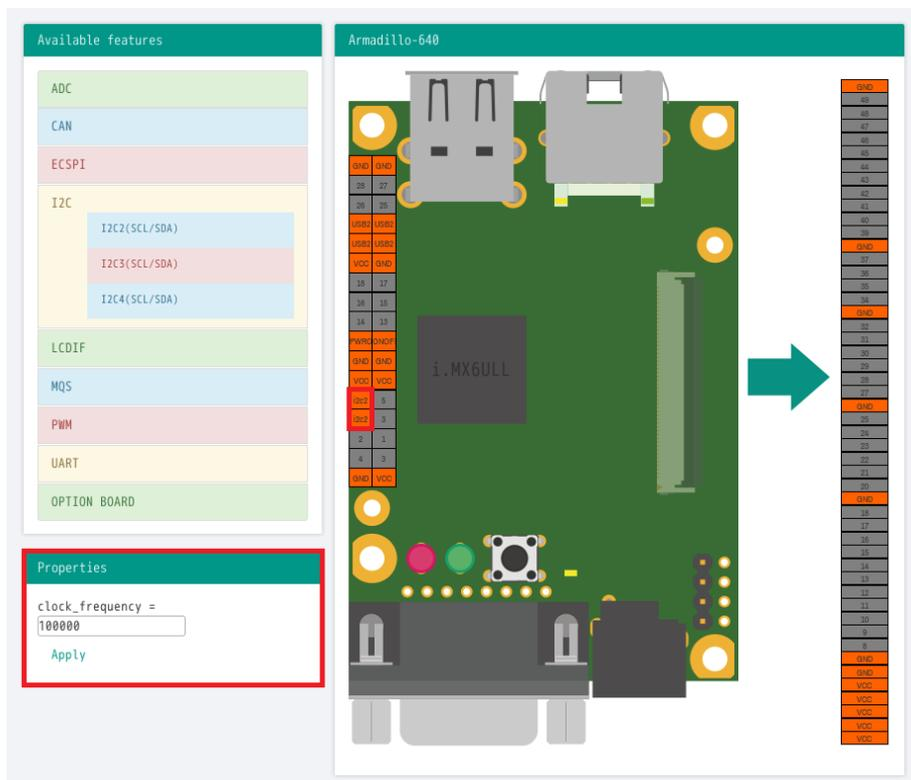 Available features
ADC
CAN
ECSPI
I2C
I2C2(SCL/SDA)
I2C3(SCL/SDA)
I2C4(SCL/SDA)
LCDIF
MQS
PWM
UART
OPTION BOARD
Properties
clock_frequency =
100000
Apply
Armadillo-640
GND GND
28 27
26 25
USB2 USB2
USB2 USB2
VCC GND
18 17
16 15
14 13
GND GND
VCC VCC
i2c2 5
i2c2 3
2 1
4 3
GND VCC
i.MX6ULL
GND
49
48
47
46
45
44
43
42
41
40
39
GND
37
36
35
34
GND
32
31
30
29
28
27
GND
25
24
23
22
21
20
GND
18
17
16
15
14
13
12
11
10
9
8
GND
GND
VCC
VCC
VCC
VCC
VCC